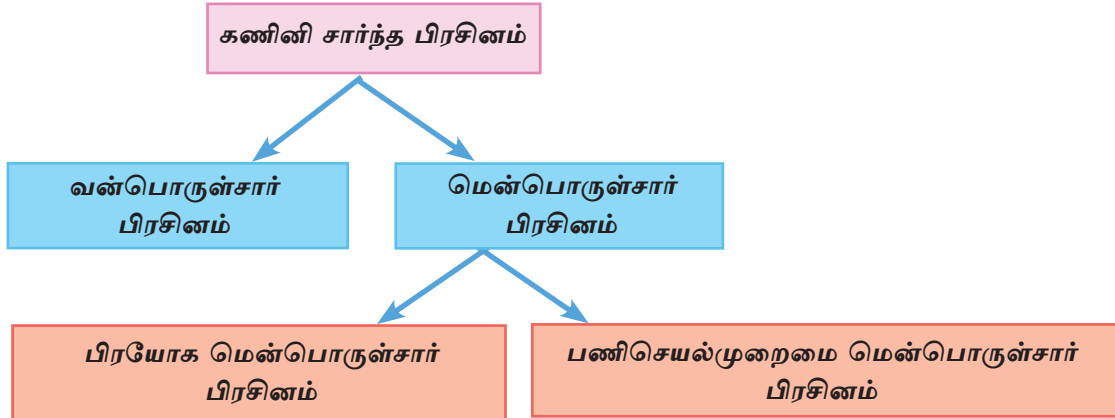 கணினி சார்ந்த பிரசினம்
வன்பொருள்சார்
பிரசினம்
மென்பொருள்சார்
பிரசினம்
பிரயோக மென்பொருள்சார்
பிரசினம்
பணிசெயல்முறைமை மென்பொருள்சார்
பிரசினம்